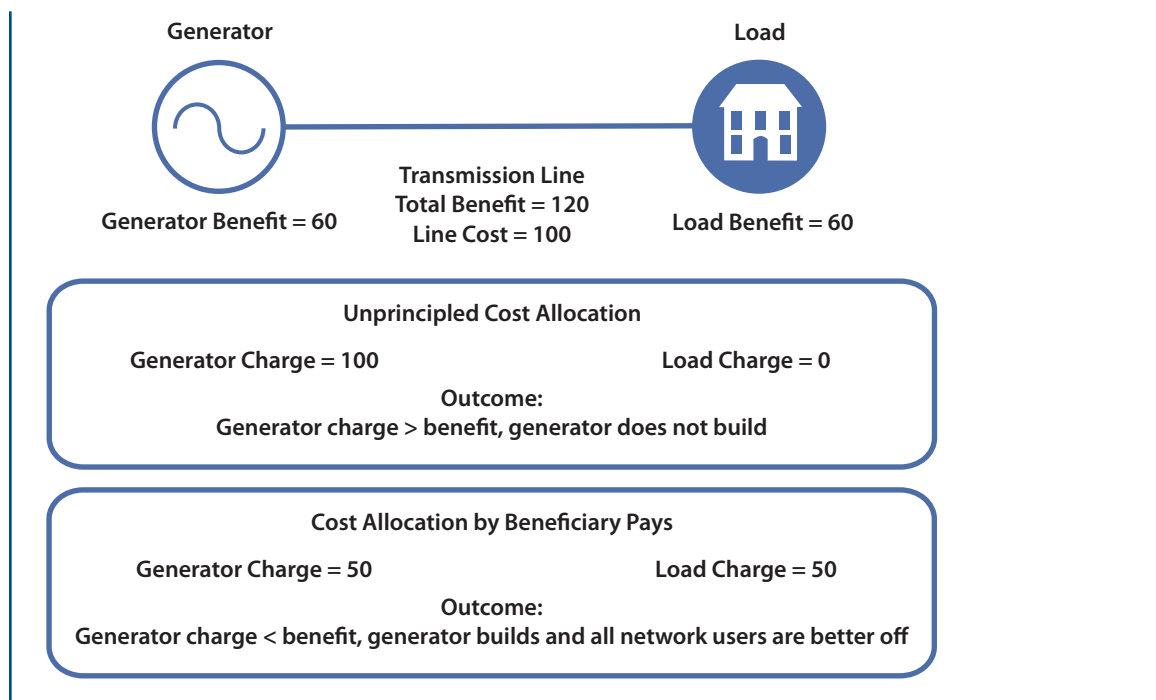 Generator
Load
Transmission Line
Total Benefit = 120
Line Cost = 100
Generator Benefit = 60
Load Benefit = 60
Unprincipled Cost Allocation
Generator Charge = 100
Load Charge = 0
Outcome:
Generator charge > benefit, generator does not build
Cost Allocation by Beneficiary Pays
Generator Charge = 50
Load Charge = 50
Outcome:
Generator charge < benefit, generator builds and all network users are better off